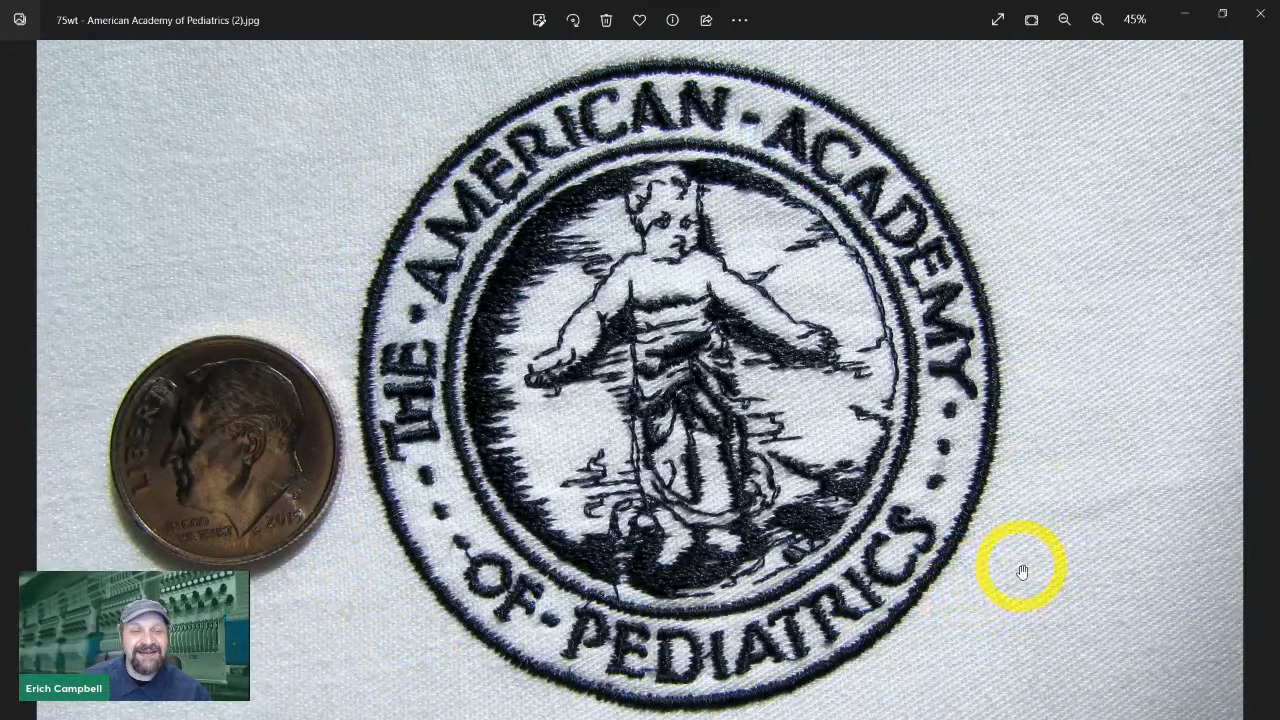 75wt - American Academy of Pediatrics (2).jpg
45%
THE · AMERICAN · ACADEMY
OF · PEDIATRICS
LIBERTY
IN GOD
WE TRUST
2015
Erich Campbell